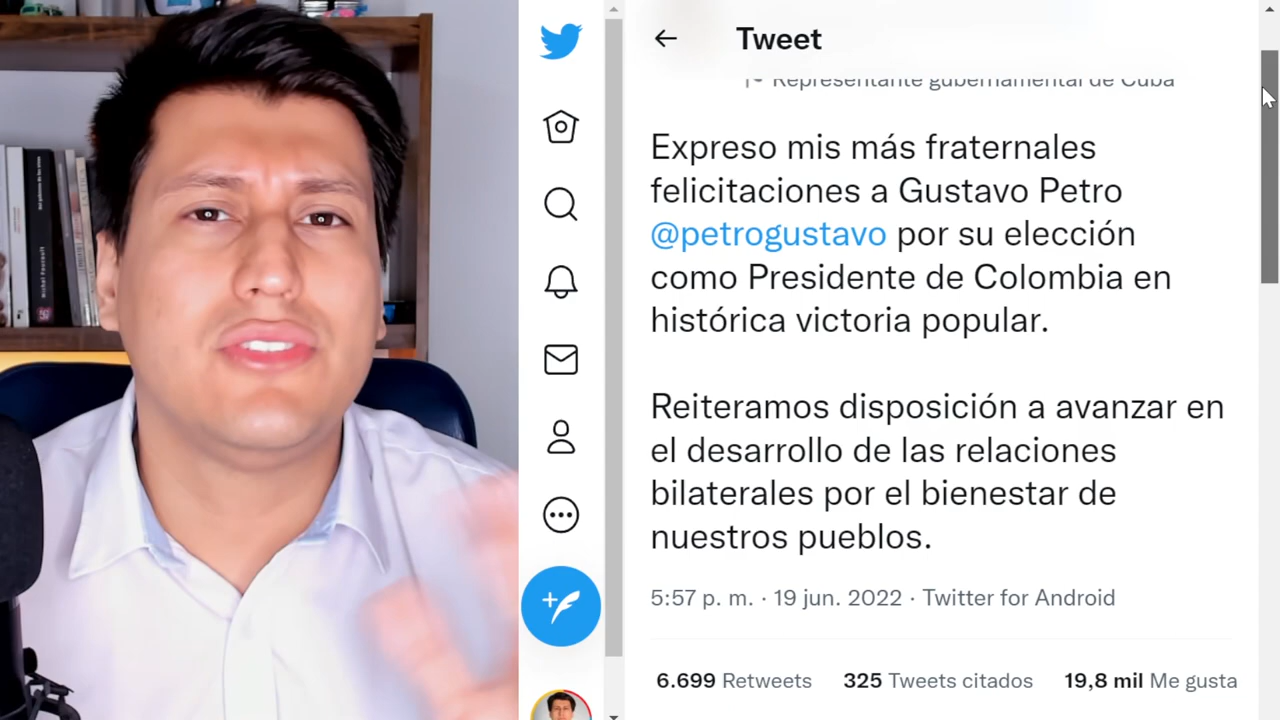 Tweet
Representante gubernamental de Cuba
Expreso mis más fraternales
felicitaciones a Gustavo Petro
@petrogustavo por su elección
como Presidente de Colombia en
histórica victoria popular.
Reiteramos disposición a avanzar en
el desarrollo de las relaciones
bilaterales por el bienestar de
nuestros pueblos.
5:57 p. m. · 19 jun. 2022 · Twitter for Android
6.699 Retweets 325 Tweets citados 19,8 mil Me gusta